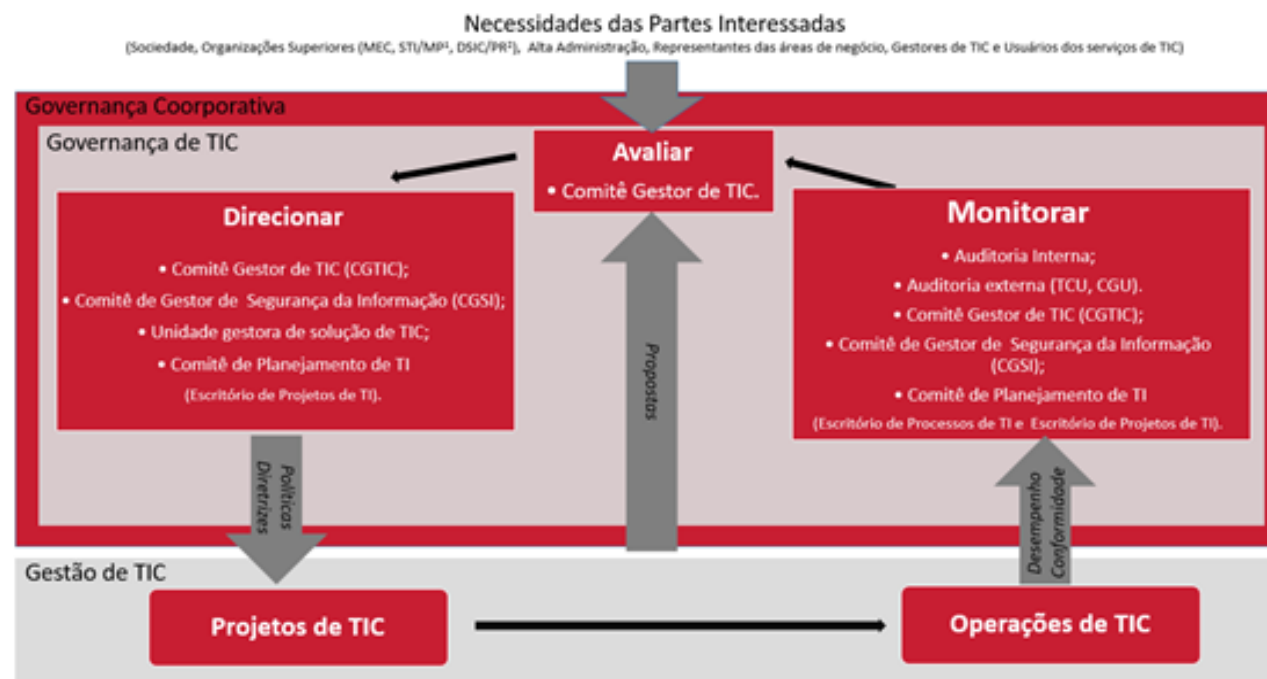 Necessidades das Partes Interessadas
(Sociedade, Organizações Superiores (MEC, STI/MP¹, DSIC/PR²), Alta Administração, Representantes das áreas de negócio, Gestores de TIC e Usuários dos serviços de TIC)
Governança Coorporativa
Governança de TIC
Avaliar
• Comitê Gestor de TIC.
Direcionar
• Comitê Gestor de TIC (CGTIC);
• Comitê de Gestor de Segurança da Informação (CGSI);
• Unidade gestora de solução de TIC;
• Comitê de Planejamento de TI
(Escritório de Projetos de TI).
Monitorar
• Auditoria Interna;
• Auditoria externa (TCU, CGU).
• Comitê Gestor de TIC (CGTIC);
• Comitê de Gestor de Segurança da Informação
(CGSI);
• Comitê de Planejamento de TI
(Escritório de Processos de TI e Escritório de Projetos de TI).
Políticas
Diretrizes
Propostas
Desempenho
Conformidade
Gestão de TIC
Projetos de TIC
Operações de TIC